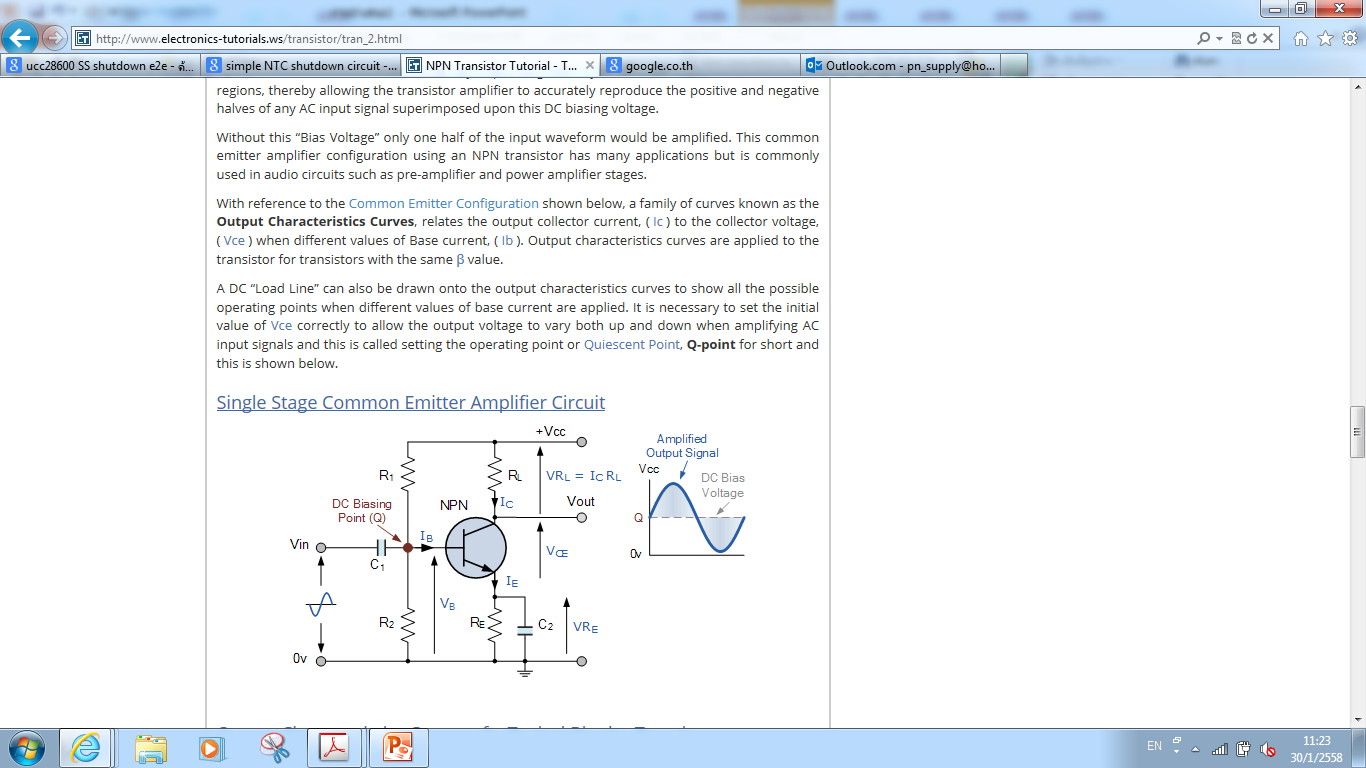 http://www.electronics-tutorials.ws/transistor/tran_2.html
ucc28600 SS shutdown e2e - ค้...
simple NTC shutdown circuit -...
NPN Transistor Tutorial - T...
google.co.th
Outlook.com - pn_supply@ho...
regions, thereby allowing the transistor amplifier to accurately reproduce the positive and negative
halves of any AC input signal superimposed upon this DC biasing voltage.
Without this “Bias Voltage” only one half of the input waveform would be amplified. This common
emitter amplifier configuration using an NPN transistor has many applications but is commonly
used in audio circuits such as pre-amplifier and power amplifier stages.
With reference to the Common Emitter Configuration shown below, a family of curves known as the
Output Characteristics Curves, relates the output collector current, ( Ic ) to the collector voltage,
( Vce ) when different values of Base current, ( Ib ). Output characteristics curves are applied to the
transistor for transistors with the same β value.
A DC “Load Line” can also be drawn onto the output characteristics curves to show all the possible
operating points when different values of base current are applied. It is necessary to set the initial
value of Vce correctly to allow the output voltage to vary both up and down when amplifying AC
input signals and this is called setting the operating point or Quiescent Point, Q-point for short and
this is shown below.
Single Stage Common Emitter Amplifier Circuit
+Vcc
R1
RL
VRL = IC RL
NPN
IC
Vout
DC Biasing
Point (Q)
IB
Vin
C1
VCE
IE
VB
R2
RE
C2
VRE
0v
Amplified
Output Signal
Vcc
DC Bias
Voltage
Q
0v
EN
11:23
30/1/2558